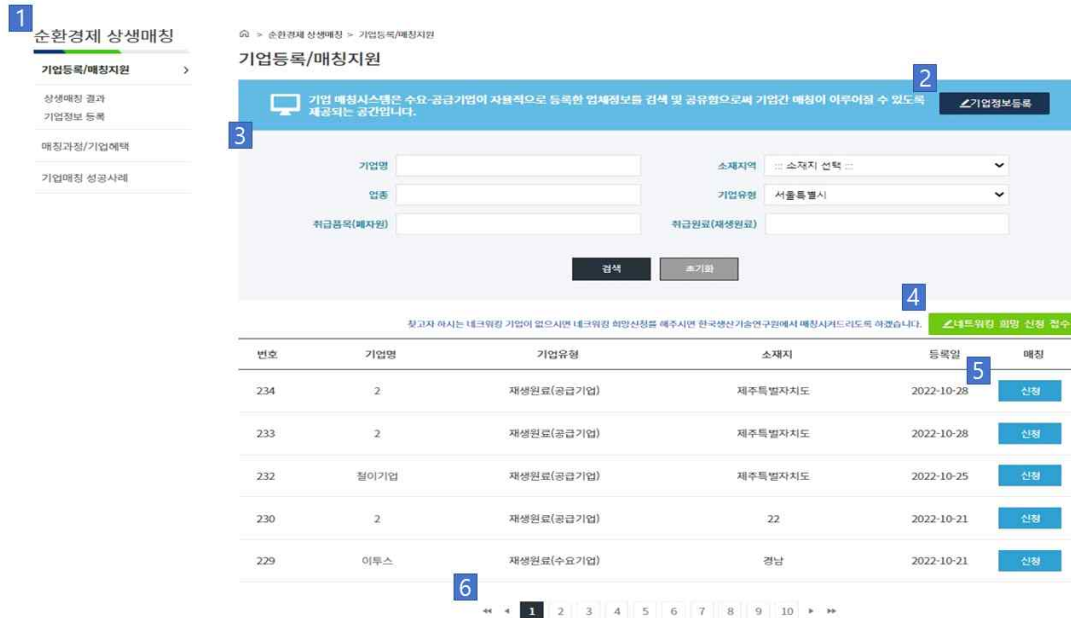 1
순환경제 상생매칭
기업등록/매칭지원 >
상생매칭 결과
기업정보 등록
매칭과정/기업혜택
기업매칭 성공사례
> 순환경제 상생매칭 > 기업등록/매칭지원
기업등록/매칭지원
2
기업 매칭시스템은 수요·공급기업이 자율적으로 등록한 업체정보를 검색 및 공유함으로써 기업간 매칭이 이루어질 수 있도록
제공되는 공간입니다.
기업정보등록
3
기업명 소재지역 ::: 소재지 선택 :::
업종 기업유형 서울특별시
취급품목(폐자원) 취급원료(재생원료)
검색 초기화
4
찾고자 하시는 네크워킹 기업이 없으시면 네크워킹 희망신청를 해주시면 한국생산기술연구원에서 매칭시켜드리도록 하겠습니다. 네트워킹 희망 신청 접수
번호 기업명 기업유형 소재지 등록일 매칭
5
234 2 재생원료(공급기업) 제주특별자치도 2022-10-28 신청
233 2 재생원료(공급기업) 제주특별자치도 2022-10-28 신청
232 철이기업 재생원료(공급기업) 제주특별자치도 2022-10-25 신청
230 2 재생원료(공급기업) 22 2022-10-21 신청
229 이투스 재생원료(수요기업) 경남 2022-10-21 신청
6
1 2 3 4 5 6 7 8 9 10